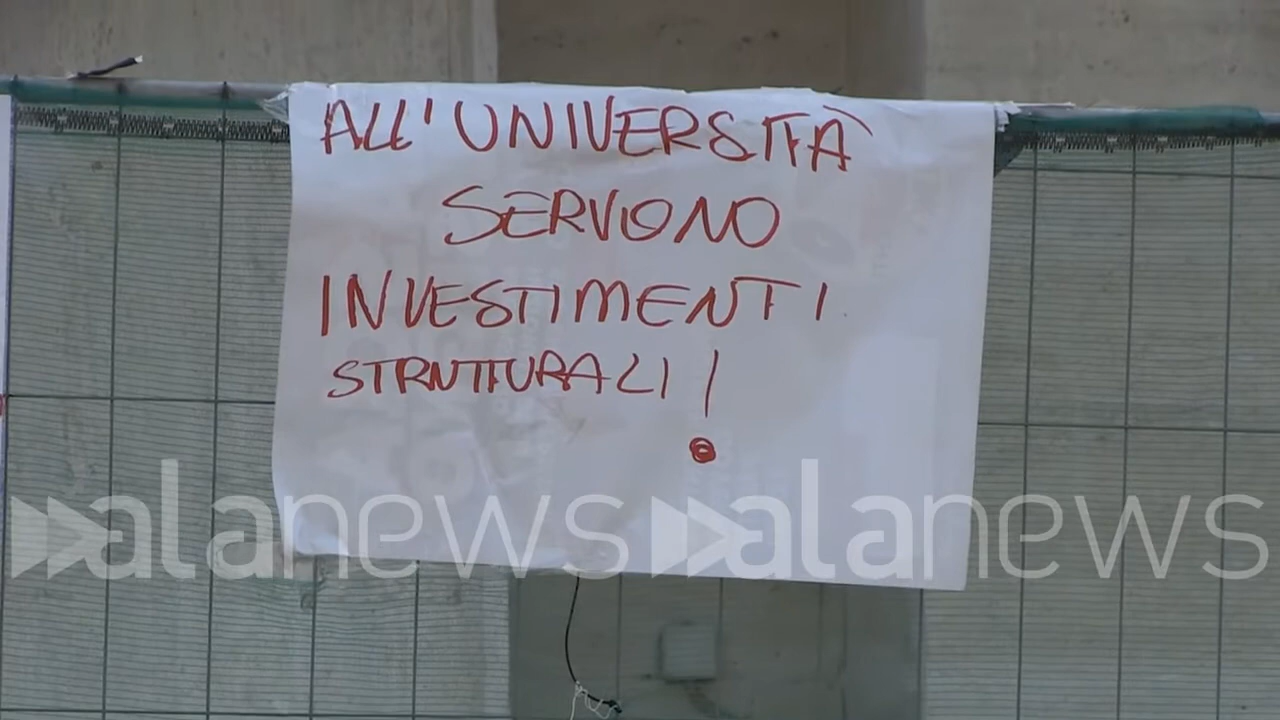 ALL'UNIVERSITÀ
SERVONO
INVESTIMENTI
STRUTTURALI!
alanews alanews